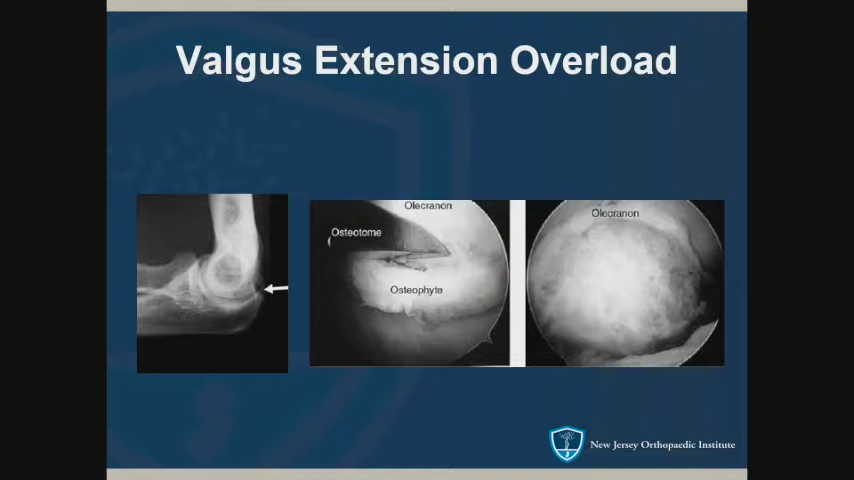 Valgus Extension Overload
Olecranon
Osteotome
Osteophyte
Olecranon
New Jersey Orthopaedic Institute